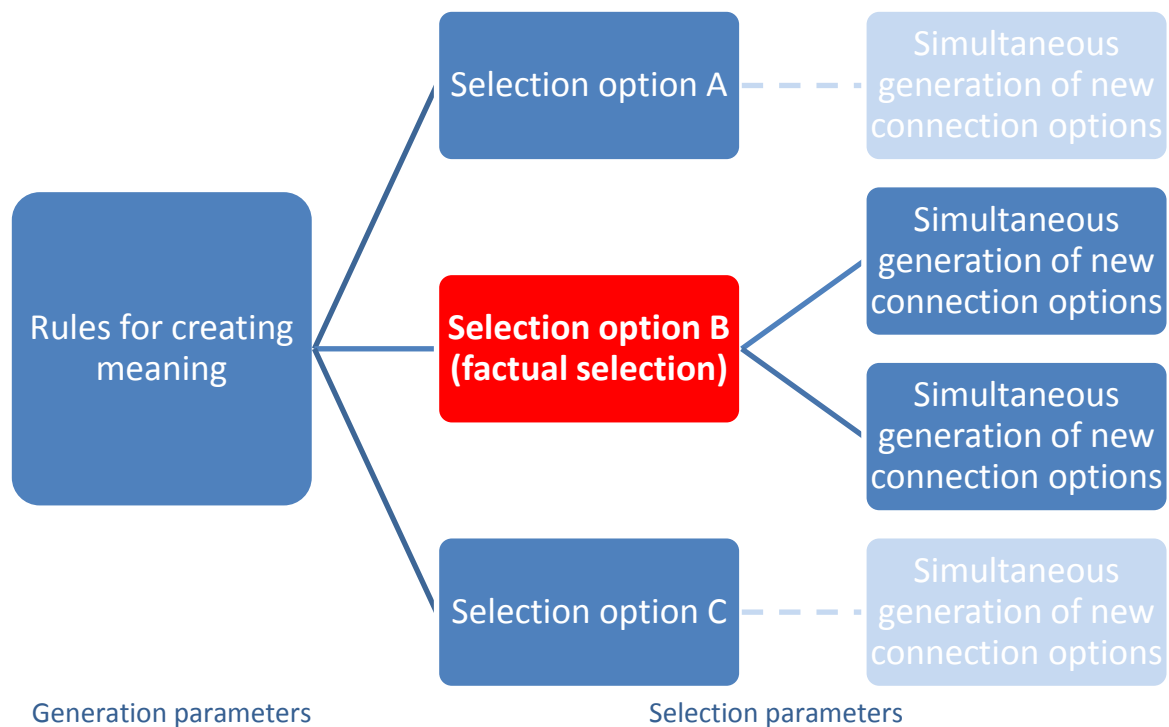 Rules for creating
meaning
Selection option A
Simultaneous
generation of new
connection options
Selection option B
(factual selection)
Simultaneous
generation of new
connection options
Simultaneous
generation of new
connection options
Selection option C
Simultaneous
generation of new
connection options
Generation parameters
Selection parameters